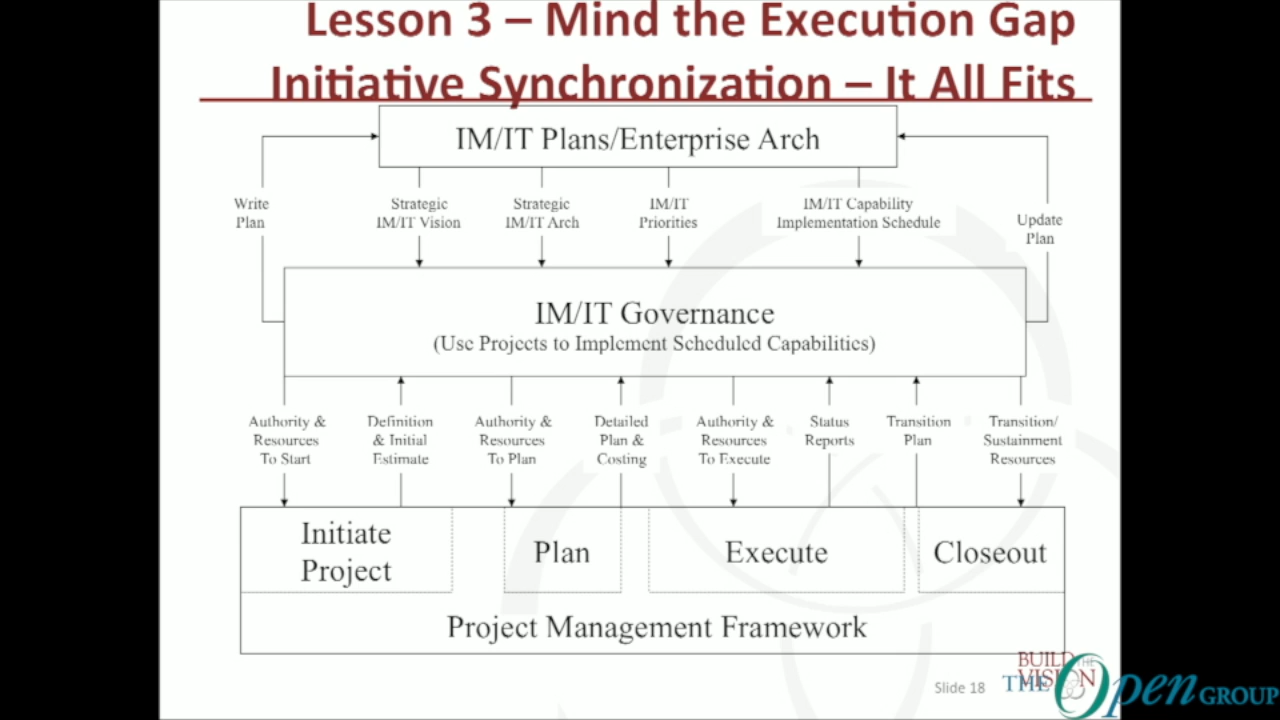 Lesson 3 – Mind the Execution Gap
Initiative Synchronization – It All Fits
IM/IT Plans/Enterprise Arch
Write
Plan
Strategic
IM/IT Vision
Strategic
IM/IT Arch
IM/IT
Priorities
IM/IT Capability
Implementation Schedule
Update
Plan
IM/IT Governance
(Use Projects to Implement Scheduled Capabilities)
Authority &
Resources
To Start
Definition
& Initial
Estimate
Authority &
Resources
To Plan
Detailed
Plan &
Costing
Authority &
Resources
To Execute
Status
Reports
Transition
Plan
Transition/
Sustainment
Resources
Initiate
Project
Plan
Execute
Closeout
Project Management Framework
Slide 18
BUILD THE
VISION
THE Open GROUP